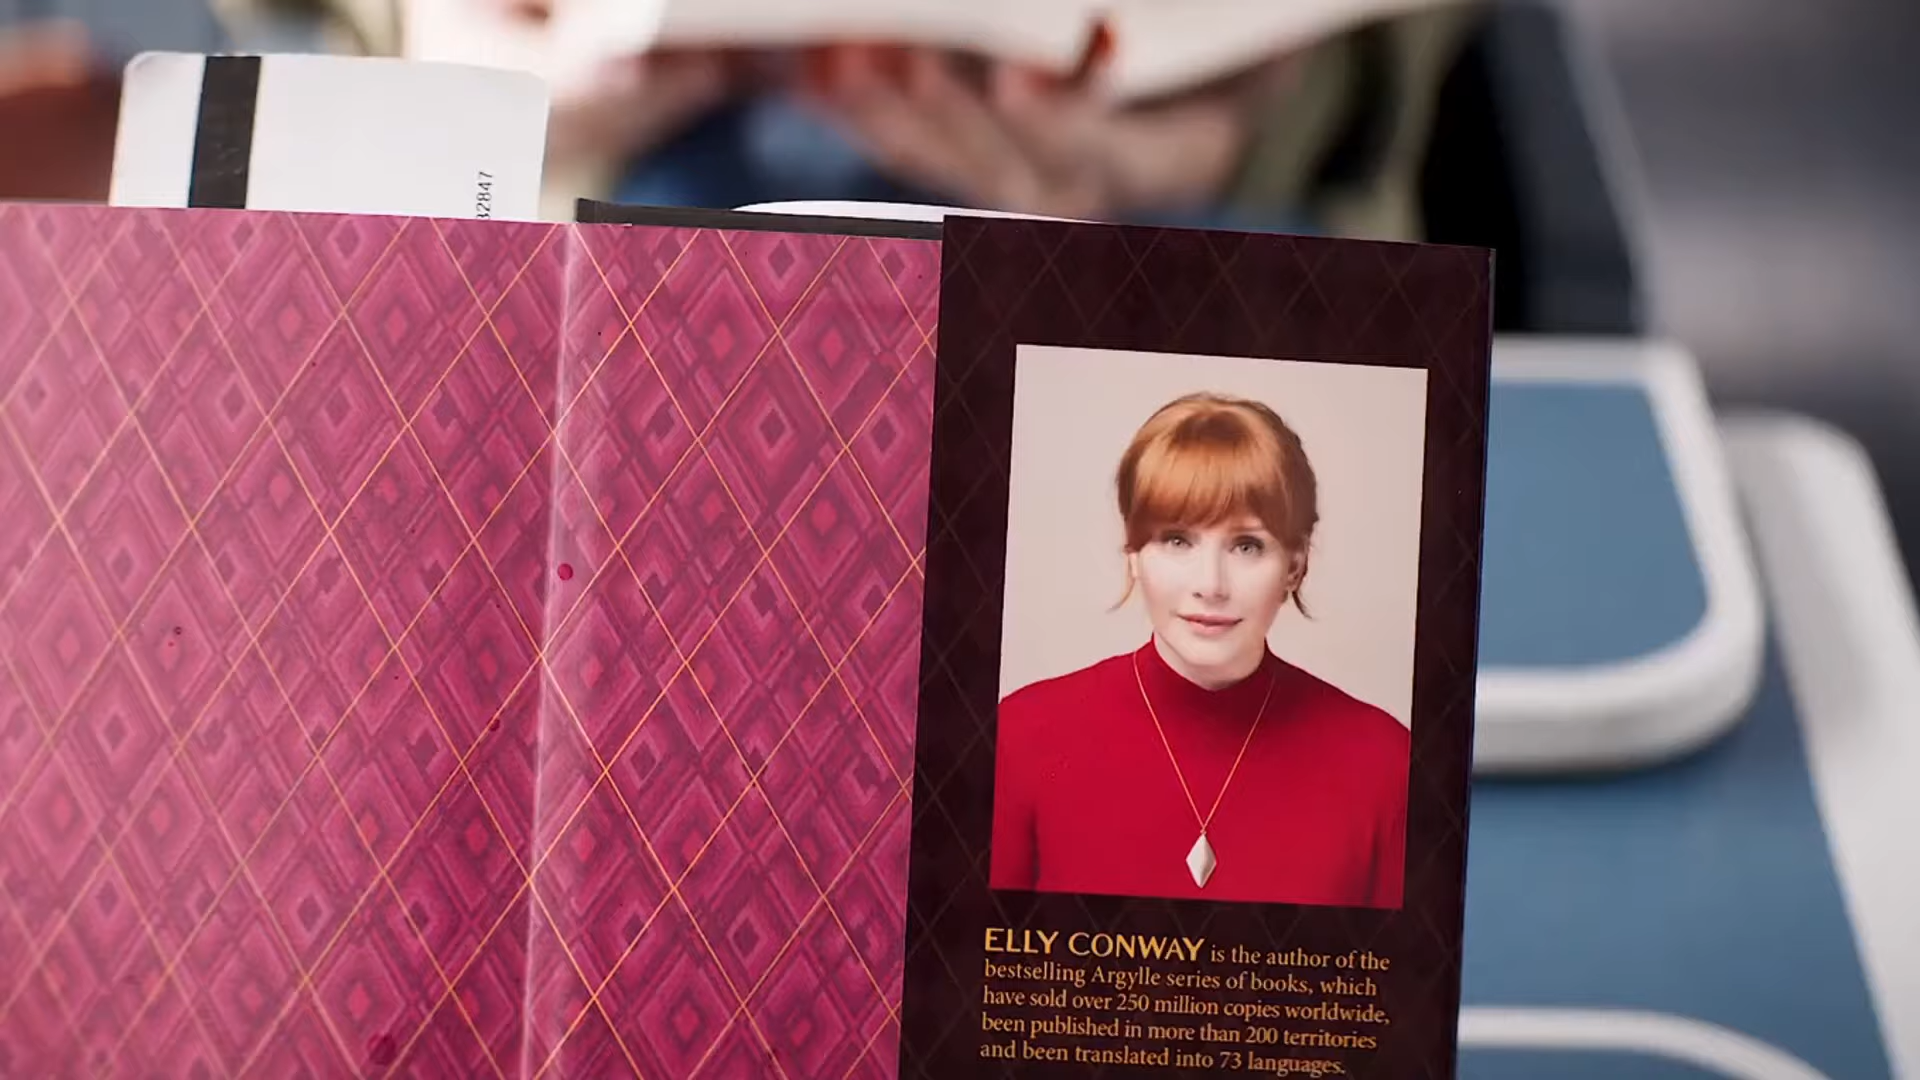 32847
ELLY CONWAY is the author of the
bestselling Argylle series of books, which
have sold over 250 million copies worldwide,
been published in more than 200 territories
and been translated into 73 languages.